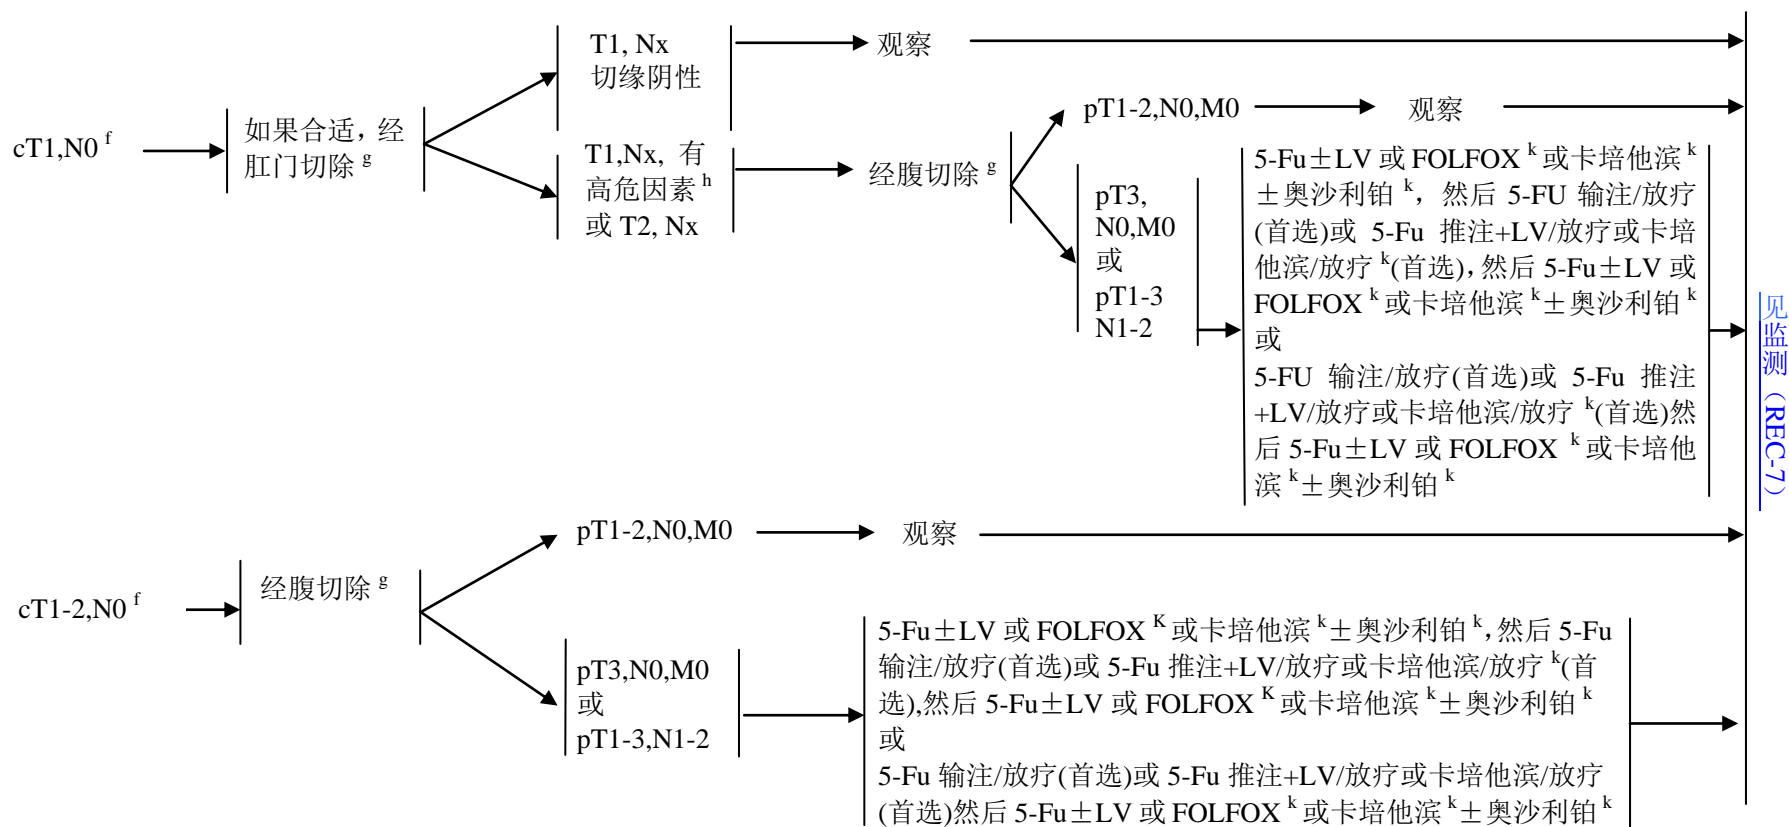 cT1,N0 f
如果合适，经
肛门切除 g
T1, Nx
切缘阴性
观察
T1,Nx, 有
高危因素 h
或 T2, Nx
经腹切除 g
pT1-2,N0,M0
观察
pT3,
N0,M0
或
pT1-3
N1-2
5-Fu±LV 或 FOLFOX k 或卡培他滨 k
±奥沙利铂 k，然后 5-FU 输注/放疗
(首选)或 5-Fu 推注+LV/放疗或卡培
他滨/放疗 k(首选),然后 5-Fu±LV 或
FOLFOX k 或卡培他滨 k±奥沙利铂 k
或
5-FU 输注/放疗(首选)或 5-Fu 推注
+LV/放疗或卡培他滨/放疗 k(首选)然
后 5-Fu±LV 或 FOLFOX k 或卡培他
滨 k±奥沙利铂 k
见监测（REC-7）
cT1-2,N0 f
经腹切除 g
pT1-2,N0,M0
观察
pT3,N0,M0
或
pT1-3,N1-2
5-Fu±LV 或 FOLFOX K 或卡培他滨 k±奥沙利铂 k,然后 5-Fu
输注/放疗(首选)或 5-Fu 推注+LV/放疗或卡培他滨/放疗 k(首
选),然后 5-Fu±LV 或 FOLFOX K 或卡培他滨 k±奥沙利铂 k
或
5-Fu 输注/放疗(首选)或 5-Fu 推注+LV/放疗或卡培他滨/放疗
(首选)然后 5-Fu±LV 或 FOLFOX k 或卡培他滨 k±奥沙利铂 k